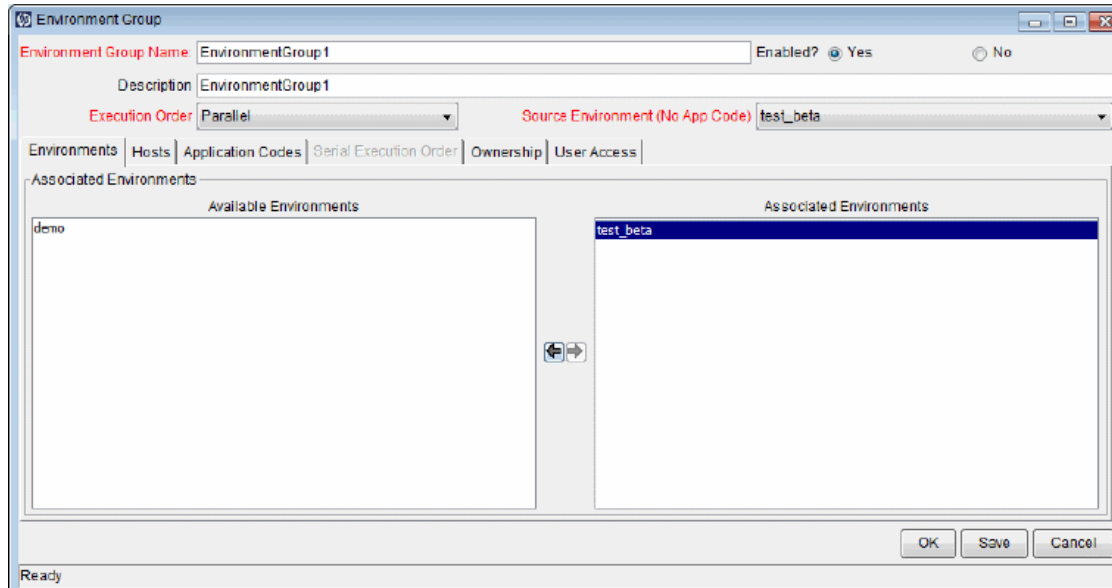 Environment Group
Environment Group Name: EnvironmentGroup1 Enabled? Yes No
Description EnvironmentGroup1
Execution Order Parallel Source Environment (No App Code) test_beta
Environments Hosts Application Codes Serial Execution Order Ownership User Access
Associated Environments
Available Environments Associated Environments
demo test_beta
OK Save Cancel
Ready